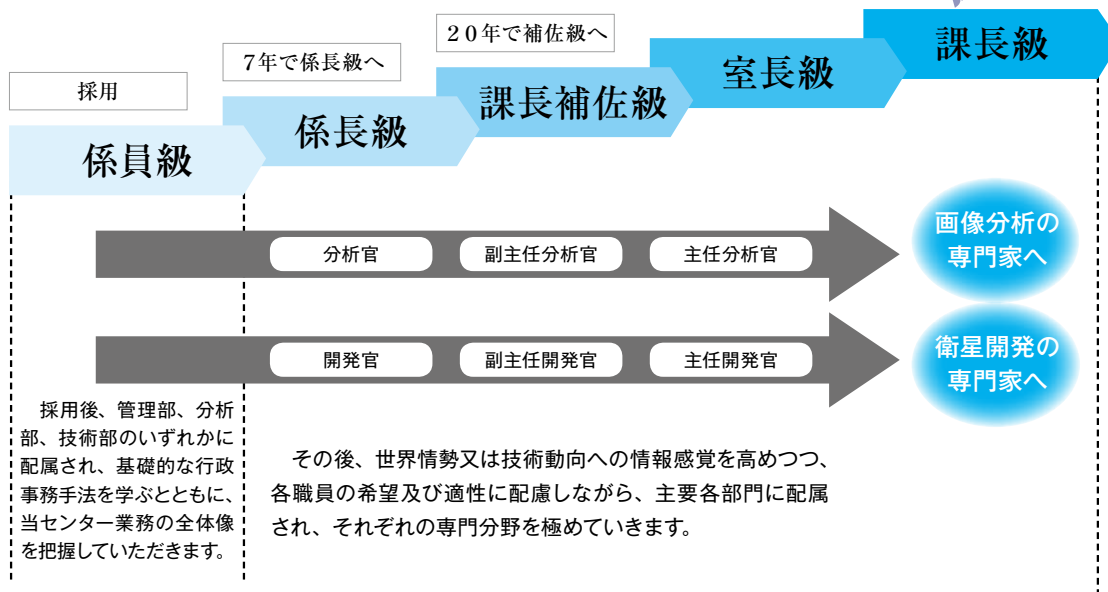 採用
7年で係長級へ
20年で補佐級へ
係員級
係長級
課長補佐級
室長級
課長級
分析官
副主任分析官
主任分析官
画像分析の
専門家へ
開発官
副主任開発官
主任開発官
衛星開発の
専門家へ
採用後、管理部、分析
部、技術部のいずれかに
配属され、基礎的な行政
事務手法を学ぶとともに、
当センター業務の全体像
を把握していただきます。
その後、世界情勢又は技術動向への情報感覚を高めつつ、
各職員の希望及び適性に配慮しながら、主要各部門に配属
され、それぞれの専門分野を極めていきます。